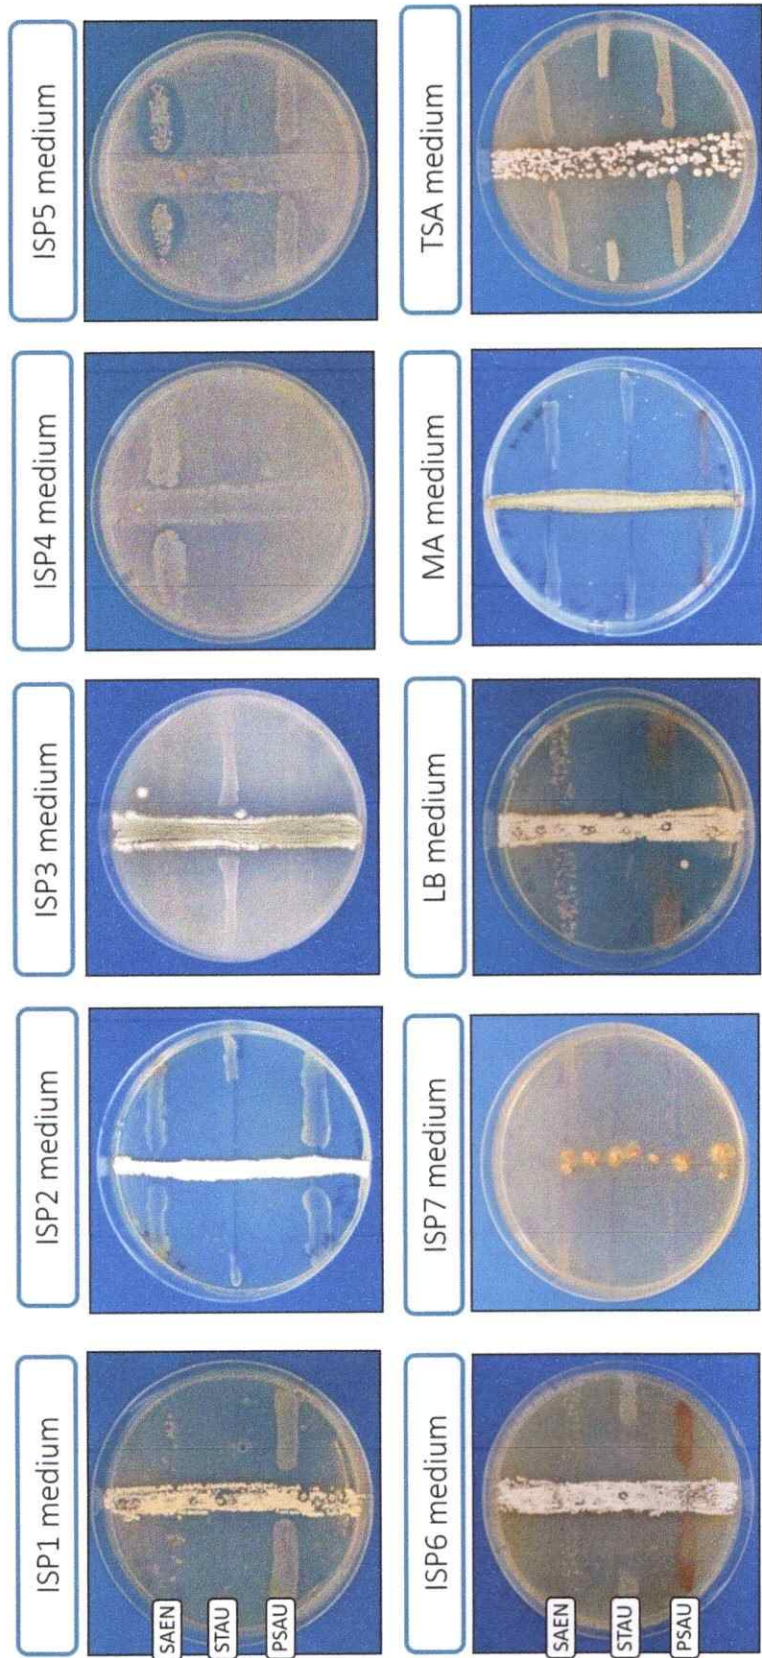 ISP1 medium
ISP2 medium
ISP3 medium
ISP4 medium
ISP5 medium
SAEN
STAU
PSAU
ISP6 medium
ISP7 medium
LB medium
MA medium
TSA medium
SAEN
STAU
PSAU